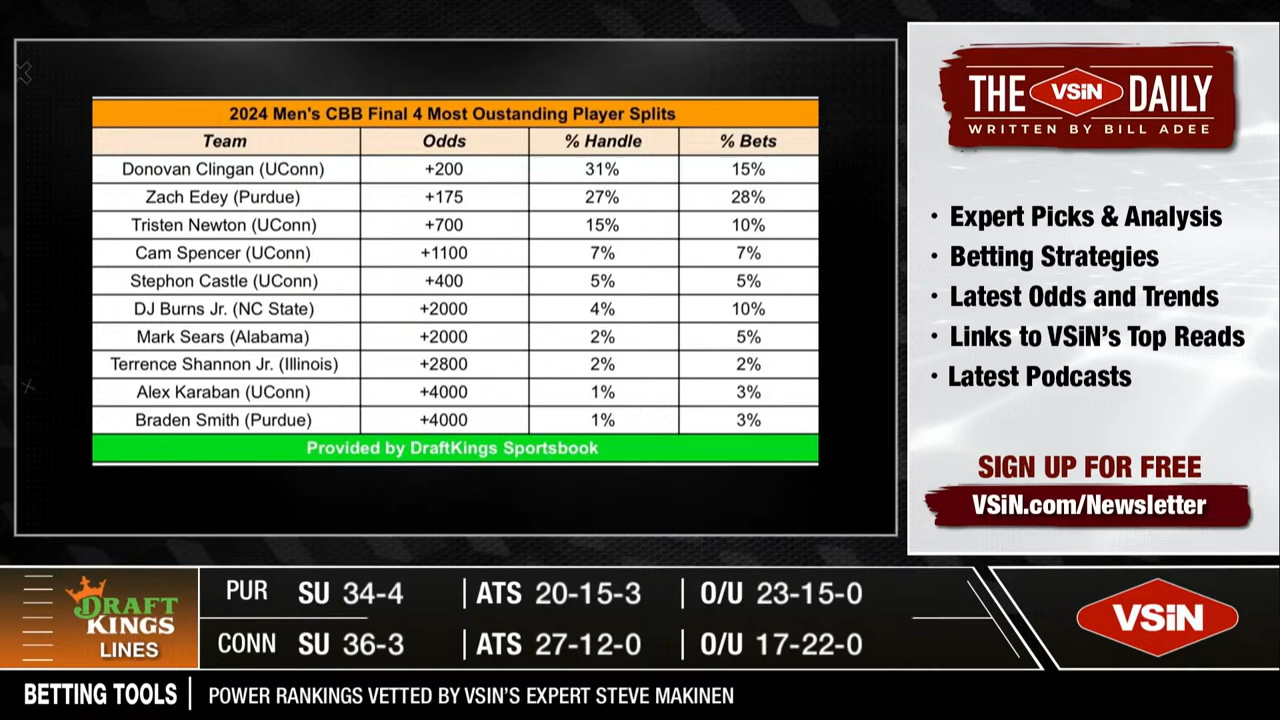 2024 Men's CBB Final 4 Most Oustanding Player Splits
Team Odds % Handle % Bets
Donovan Clingan (UConn) +200 31% 15%
Zach Edey (Purdue) +175 27% 28%
Tristen Newton (UConn) +700 15% 10%
Cam Spencer (UConn) +1100 7% 7%
Stephon Castle (UConn) +400 5% 5%
DJ Burns Jr. (NC State) +2000 4% 10%
Mark Sears (Alabama) +2000 2% 5%
Terrence Shannon Jr. (Illinois) +2800 2% 2%
Alex Karaban (UConn) +4000 1% 3%
Braden Smith (Purdue) +4000 1% 3%
Provided by DraftKings Sportsbook
THE VSiN DAILY
WRITTEN BY BILL ADEE
• Expert Picks & Analysis
• Betting Strategies
• Latest Odds and Trends
• Links to VSiN's Top Reads
• Latest Podcasts
SIGN UP FOR FREE
VSiN.com/Newsletter
DRAFT
KINGS
LINES
PUR SU 34-4 | ATS 20-15-3 | O/U 23-15-0
CONN SU 36-3 | ATS 27-12-0 | O/U 17-22-0
VSiN
BETTING TOOLS | POWER RANKINGS VETTED BY VSIN'S EXPERT STEVE MAKINEN